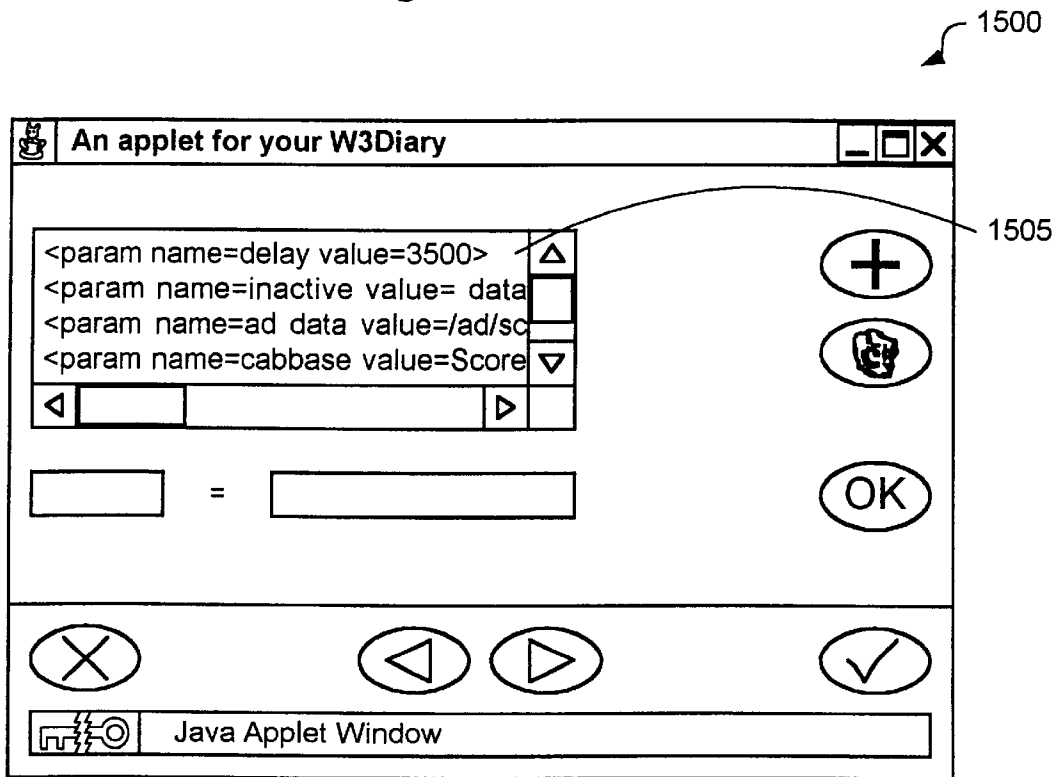 1500
An applet for your W3Diary
1505
<param name=delay value=3500>
<param name=inactive value= data
<param name=ad data value=/ad/sc
<param name=cabbase value=Score
=
OK
Java Applet Window